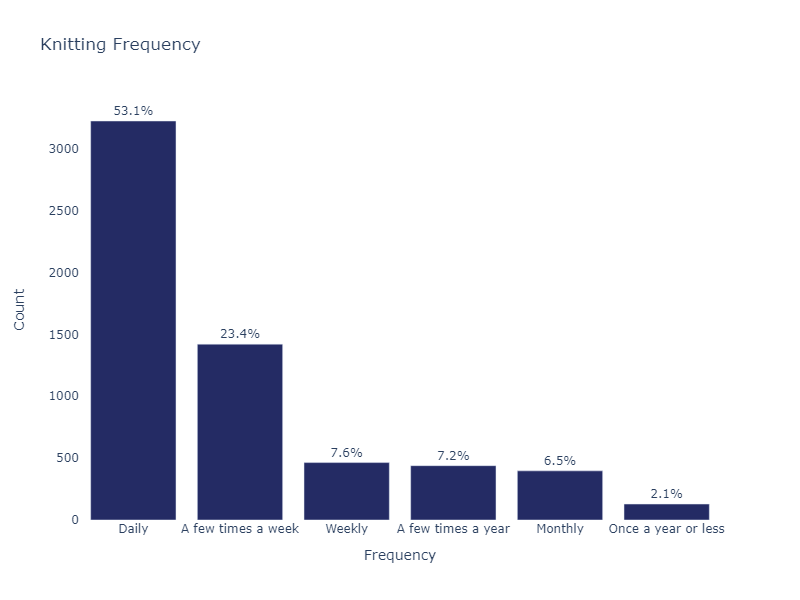 Knitting Frequency
53.1%
23.4%
7.6%
7.2%
6.5%
2.1%
3000
2500
2000
1500
1000
500
0
Count
Daily
A few times a week
Weekly
A few times a year
Monthly
Once a year or less
Frequency